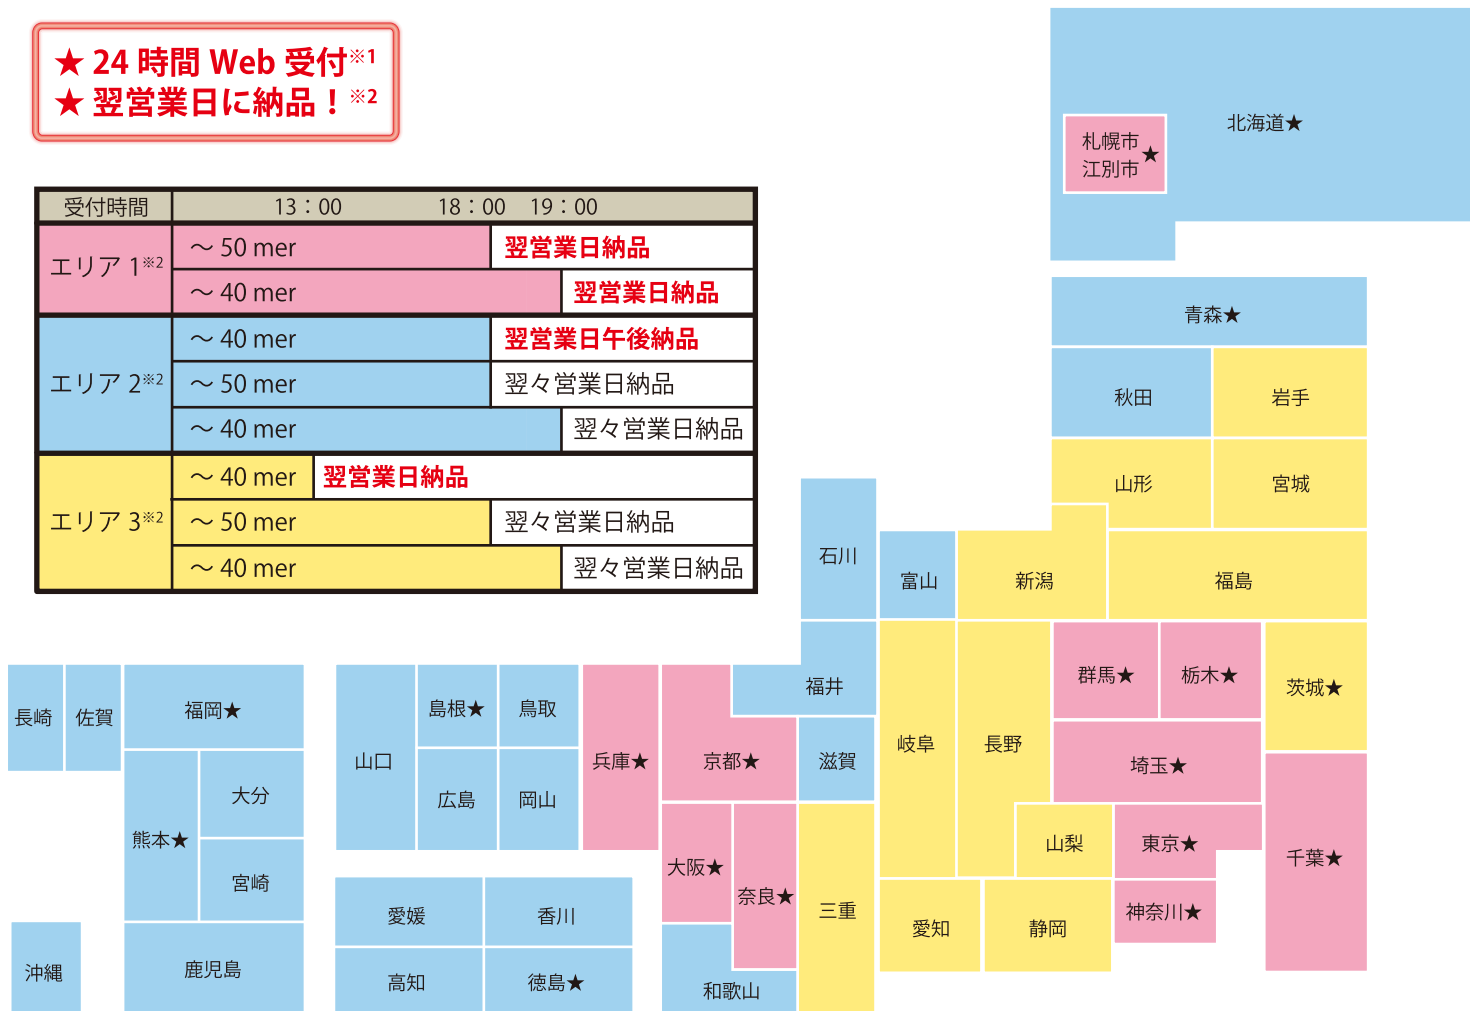 ★ 24 時間 Web 受付※1
★ 翌営業日に納品！※2
受付時間 13：00 18：00 19：00
エリア 1※2
～ 50 mer 翌営業日納品
～ 40 mer 翌営業日納品
エリア 2※2
～ 40 mer 翌営業日午後納品
～ 50 mer 翌々営業日納品
～ 40 mer 翌々営業日納品
エリア 3※2
～ 40 mer 翌営業日納品
～ 50 mer 翌々営業日納品
～ 40 mer 翌々営業日納品
北海道★
札幌市
江別市
★
青森★
秋田
岩手
山形
宮城
石川
富山
新潟
福島
福井
岐阜
長野
群馬★
栃木★
茨城★
埼玉★
山梨
東京★
千葉★
神奈川★
愛知
静岡
長崎
佐賀
福岡★
大分
熊本★
宮崎
鹿児島
沖縄
山口
島根★
鳥取
広島
岡山
兵庫★
京都★
滋賀
大阪★
奈良★
三重
和歌山
愛媛
香川
高知
徳島★